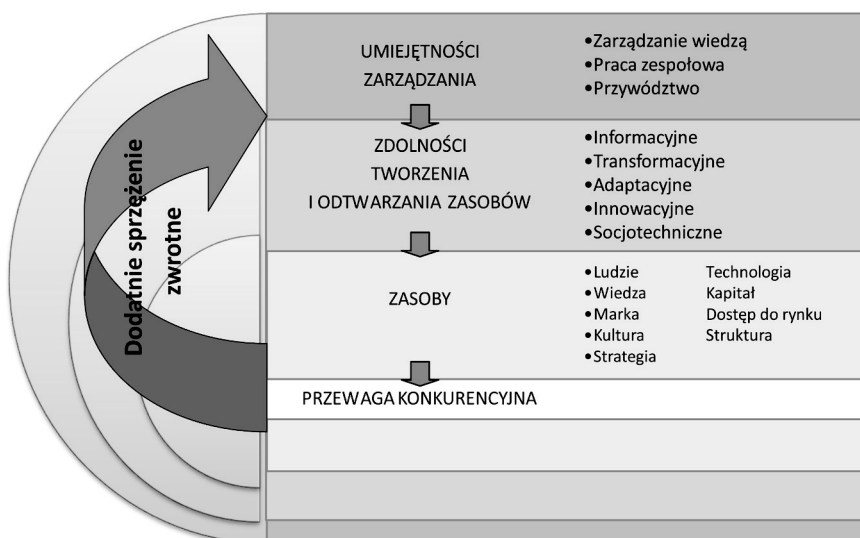 Dodatnie sprzężenie
zwrotne
UMIEJĘTNOŚCI
ZARZĄDZANIA
•Zarządzanie wiedzą
•Praca zespołowa
•Przywództwo
ZDOLNOŚCI
TWORZENIA
I ODTWARZANIA ZASOBÓW
•Informacyjne
•Transformacyjne
•Adaptacyjne
•Innowacyjne
•Socjotechniczne
ZASOBY
•Ludzie
•Wiedza
•Marka
•Kultura
•Strategia
Technologia
Kapitał
Dostęp do rynku
Struktura
PRZEWAGA KONKURENCYJNA